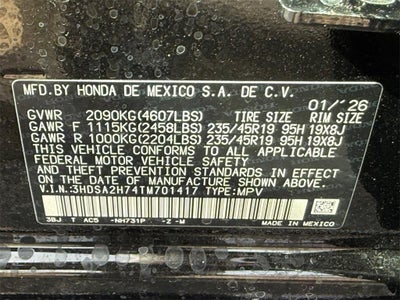 MFD.BY HONDA DE MEXICO S.A. DE C.V.
01/'26
GVWR 2090KG(4607LBS) TIRE SIZE RIM SIZE
GAWR F 1115KG(2458LBS) 235/45R19 95H 19X8J
GAWR R 1000KG(2204LBS) 235/45R19 95H 19X8J
THIS VEHICLE CONFORMS TO ALL APPLICABLE
FEDERAL MOTOR VEHICLE SAFETY
AND THEFT PREVENTION STANDARDS IN EFFECT
ON THE DATE OF MANUFACTURE SHOWN ABOVE.
V.I.N.:3HDSA2H74TM701417 TYPE:MPV
3BJ T AC5 -NH731P -Z -M MADE IN MEXICO